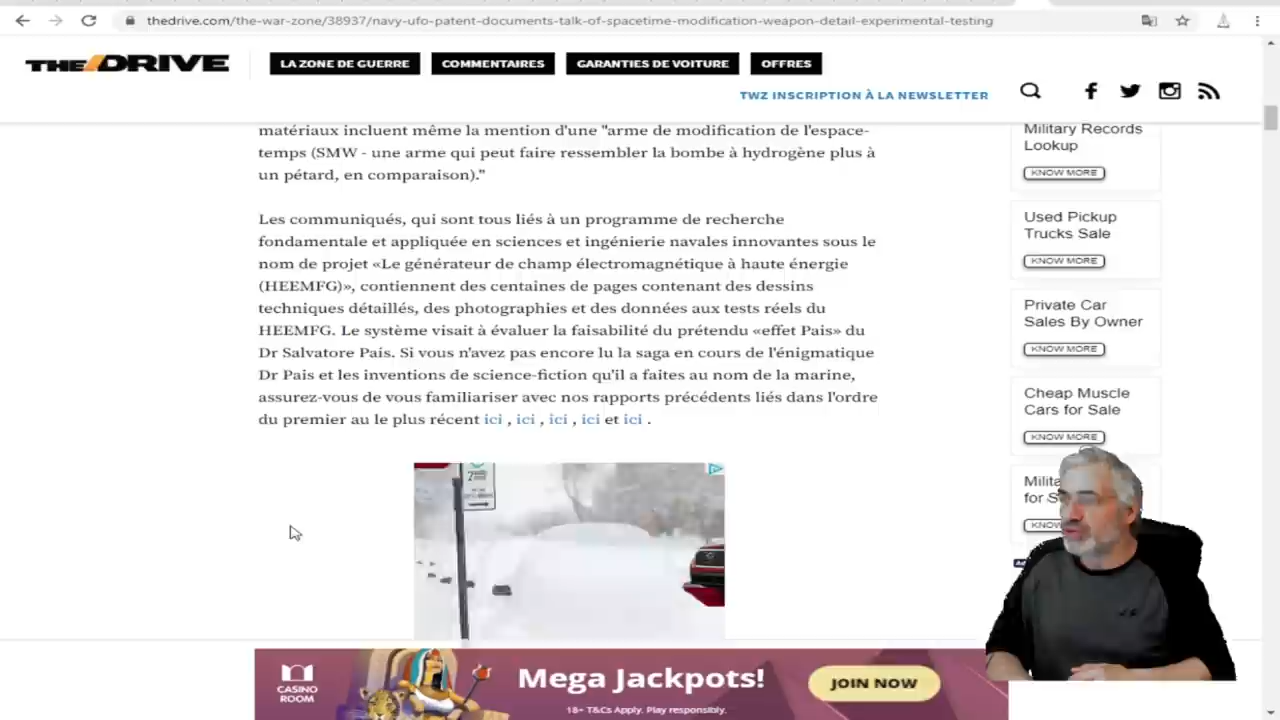 thedrive.com/the-war-zone/38937/navy-ufo-patent-documents-talk-of-spacetime-modification-weapon-detail-experimental-testing
THE/DRIVE
LA ZONE DE GUERRE
COMMENTAIRES
GARANTIES DE VOITURE
OFFRES
TWZ INSCRIPTION À LA NEWSLETTER
matériaux incluent même la mention d'une "arme de modification de l'espace-
temps (SMW - une arme qui peut faire ressembler la bombe à hydrogène plus à
un pétard, en comparaison)."
Les communiqués, qui sont tous liés à un programme de recherche
fondamentale et appliquée en sciences et ingénierie navales innovantes sous le
nom de projet «Le générateur de champ électromagnétique à haute énergie
(HEEMFG)», contiennent des centaines de pages contenant des dessins
techniques détaillés, des photographies et des données aux tests réels du
HEEMFG. Le système visait à évaluer la faisabilité du prétendu «effet Pais» du
Dr Salvatore Pais. Si vous n'avez pas encore lu la saga en cours de l'énigmatique
Dr Pais et les inventions de science-fiction qu'il a faites au nom de la marine,
assurez-vous de vous familiariser avec nos rapports précédents liés dans l'ordre
du premier au le plus récent ici , ici , ici , ici et ici .
Military Records
Lookup
KNOW MORE
Used Pickup
Trucks Sale
KNOW MORE
Private Car
Sales By Owner
KNOW MORE
Cheap Muscle
Cars for Sale
KNOW MORE
for
CASINO
ROOM
Mega Jackpots!
18+ T&Cs Apply. Play responsibly.
JOIN NOW